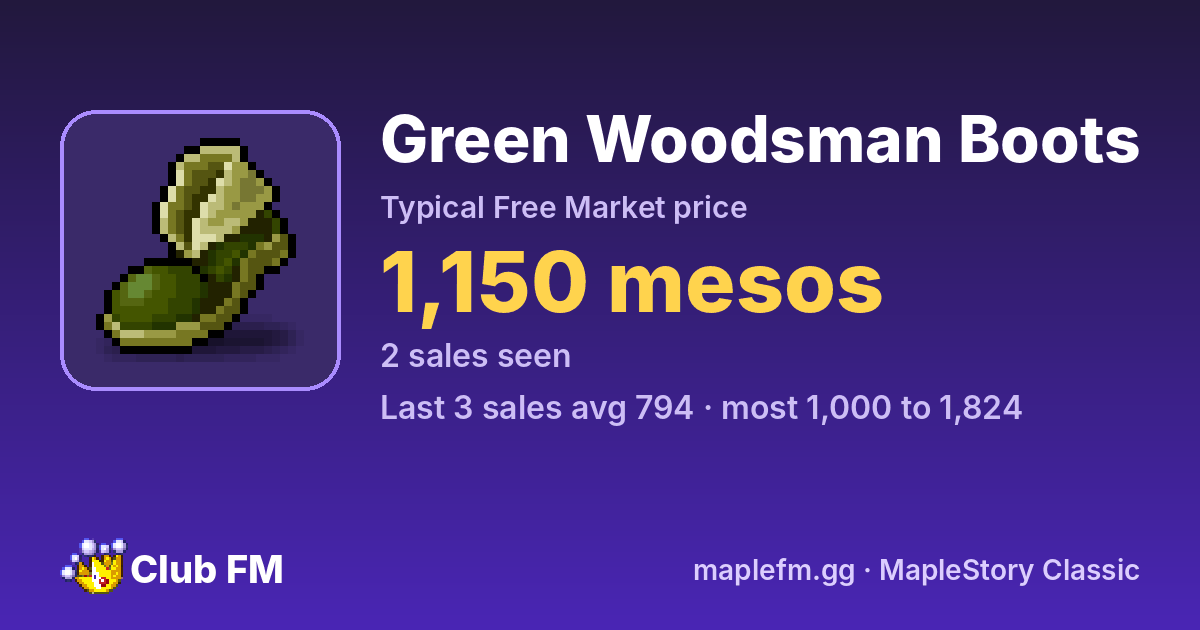 Green Woodsman Boots
Typical Free Market price
1,150 mesos
2 sales seen
Last 3 sales avg 794 · most 1,000 to 1,824
Club FM
maplefm.gg · MapleStory Classic